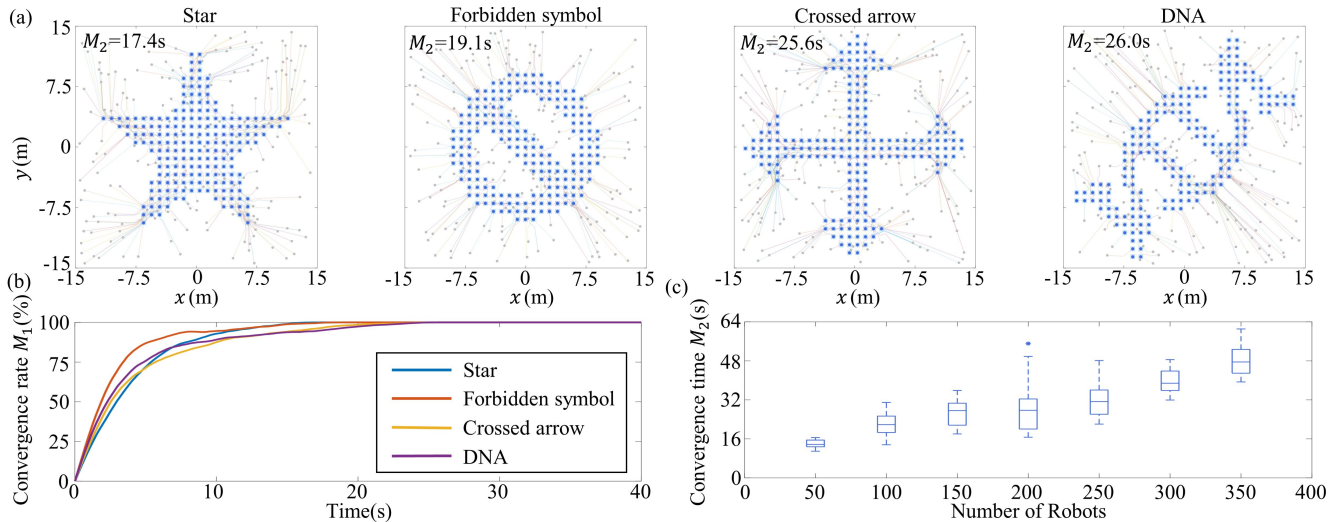 (a)
Star
Forbidden symbol
Crossed arrow
DNA
M₂=17.4s
M₂=19.1s
M₂=25.6s
M₂=26.0s
15
7.5
0
-7.5
-15
y(m)
-15 -7.5 0 7.5 15
x (m)
-15 -7.5 0 7.5 15
x (m)
-15 -7.5 0 7.5 15
x (m)
-15 -7.5 0 7.5 15
x (m)
(b)
Convergence rate M₁(%)
100
75
50
25
0
0 10 20 30 40
Time(s)
Star
Forbidden symbol
Crossed arrow
DNA
(c)
Convergence time M₂(s)
64
48
32
16
0
0 50 100 150 200 250 300 350 400
Number of Robots